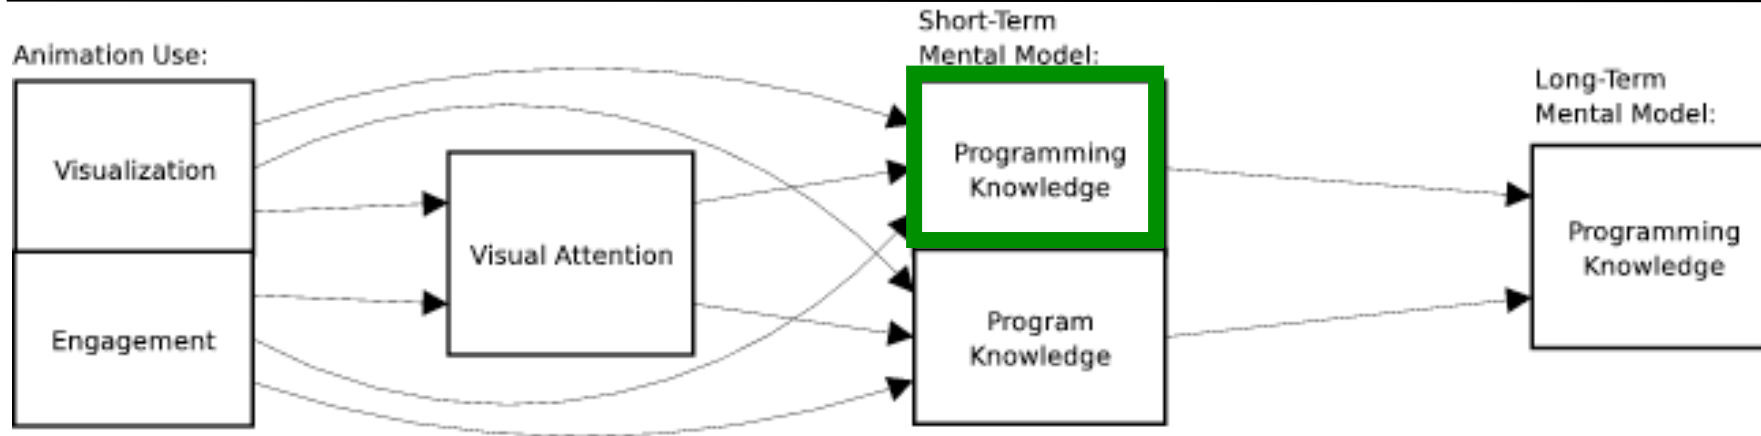 Animation Use:
Visualization
Engagement
Visual Attention
Short-Term
Mental Model:
Programming
Knowledge
Program
Knowledge
Long-Term
Mental Model:
Programming
Knowledge